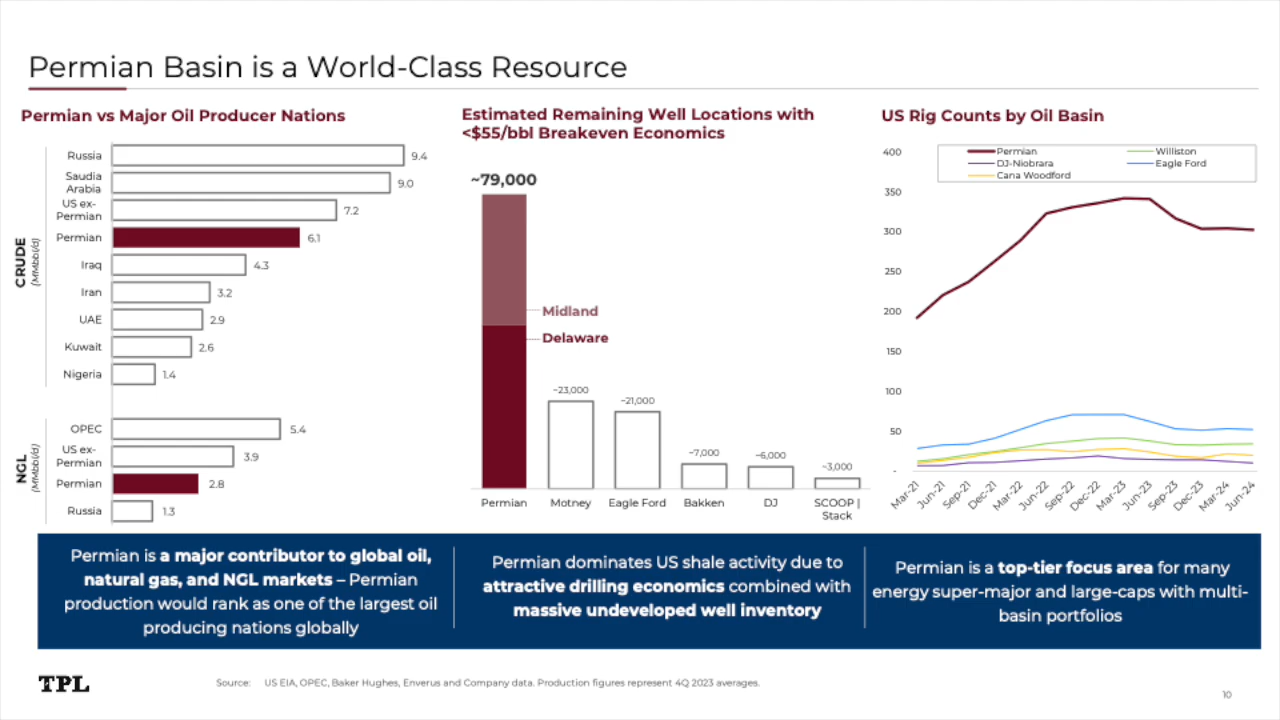 Permian Basin is a World-Class Resource
Permian vs Major Oil Producer Nations
CRUDE
(MMbbl/d)
Russia 9.4
Saudi
Arabia 9.0
US ex-
Permian 7.2
Permian 6.1
Iraq 4.3
Iran 3.2
UAE 2.9
Kuwait 2.6
Nigeria 1.4
NGL
(MMbbl/d)
OPEC 5.4
US ex-
Permian 3.9
Permian 2.8
Russia 1.3
Estimated Remaining Well Locations with
<$55/bbl Breakeven Economics
~79,000
Midland
Delaware
~23,000
~21,000
~7,000
~6,000
~3,000
Permian
Motney
Eagle Ford
Bakken
DJ
SCOOP |
Stack
US Rig Counts by Oil Basin
Permian
Williston
DJ-Niobrara
Eagle Ford
Cana Woodford
400
350
300
250
200
150
100
50
-
Mar-21
Jun-21
Sep-21
Dec-21
Mar-22
Jun-22
Sep-22
Dec-22
Mar-23
Jun-23
Sep-23
Dec-23
Mar-24
Jun-24
Permian is a major contributor to global oil,
natural gas, and NGL markets – Permian
production would rank as one of the largest oil
producing nations globally
Permian dominates US shale activity due to
attractive drilling economics combined with
massive undeveloped well inventory
Permian is a top-tier focus area for many
energy super-major and large-caps with multi-
basin portfolios
TPL
Source: US EIA, OPEC, Baker Hughes, Enverus and Company data. Production figures represent 4Q 2023 averages.
10